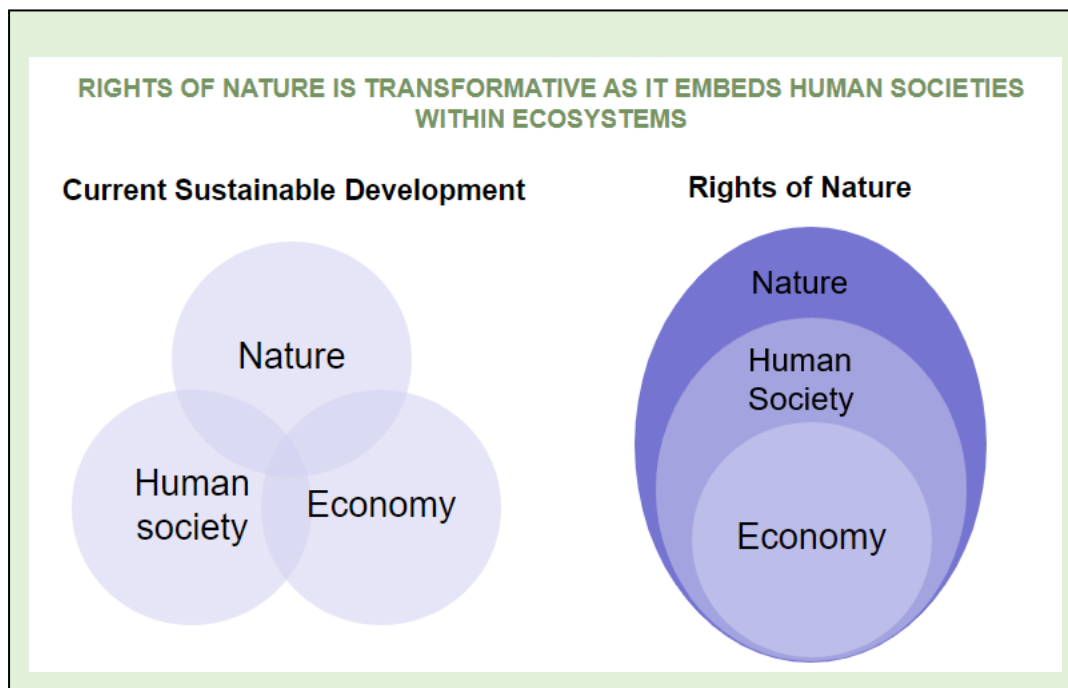 RIGHTS OF NATURE IS TRANSFORMATIVE AS IT EMBEDS HUMAN SOCIETIES
WITHIN ECOSYSTEMS
Current Sustainable Development
Nature
Human
society
Economy
Rights of Nature
Nature
Human
Society
Economy